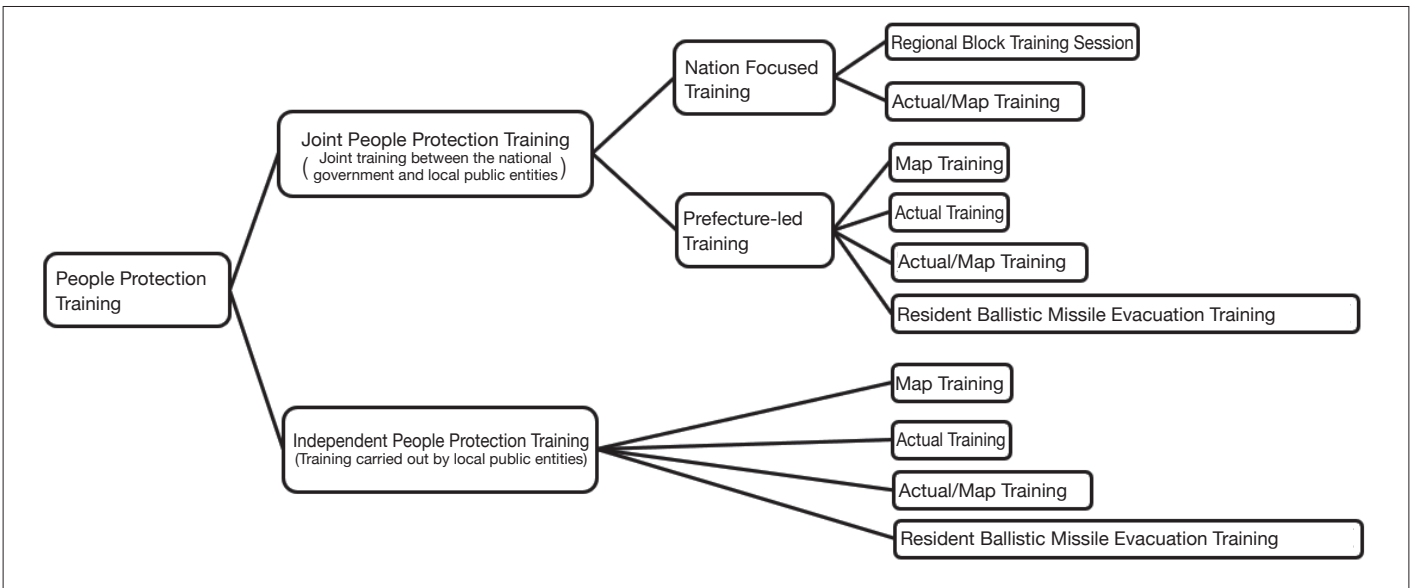 People Protection
Training
Joint People Protection Training
(Joint training between the national
government and local public entities)
Nation Focused
Training
Regional Block Training Session
Actual/Map Training
Prefecture-led
Training
Map Training
Actual Training
Actual/Map Training
Resident Ballistic Missile Evacuation Training
Independent People Protection Training
(Training carried out by local public entities)
Map Training
Actual Training
Actual/Map Training
Resident Ballistic Missile Evacuation Training